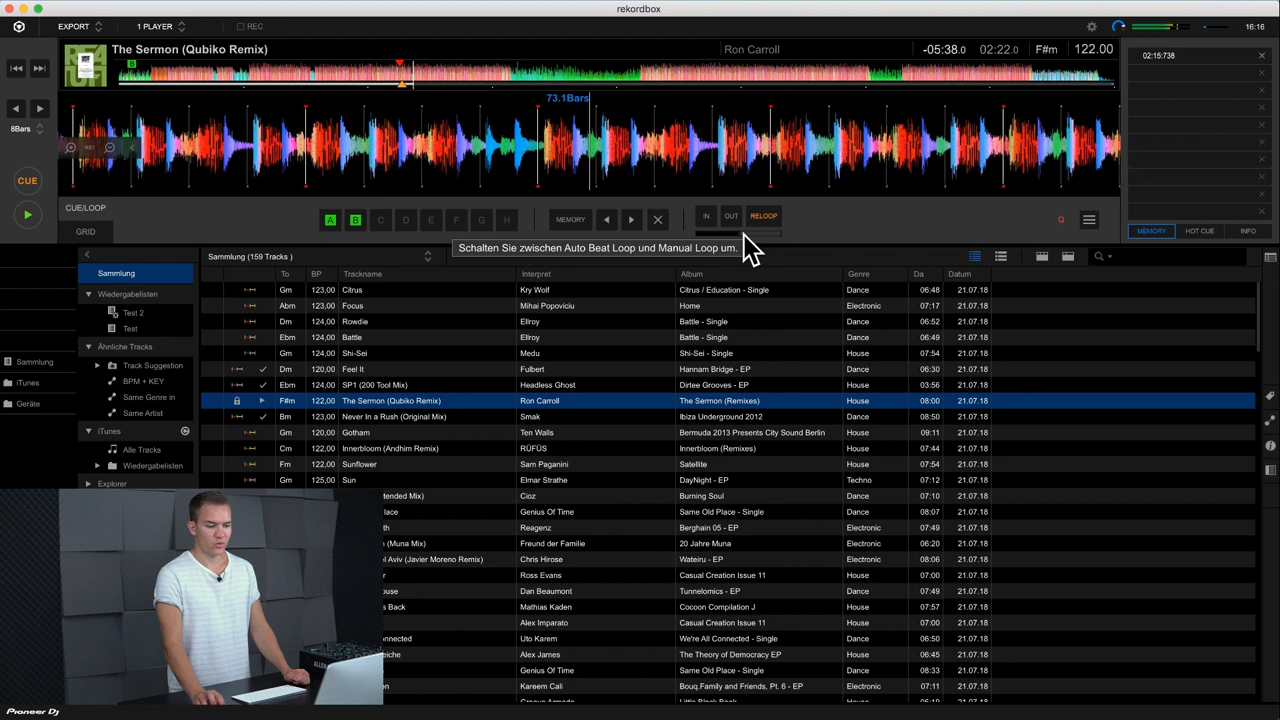 rekordbox
EXPORT 1 PLAYER REC 16:16
The Sermon (Qubiko Remix) Ron Carroll -05:38.0 02:22.0 F#m 122.00
B
02:15:738
73.1Bars
8Bars
INST
CUE
CUE/LOOP
GRID
A B C D E F G H MEMORY IN OUT RELOOP Q
MEMORY HOT CUE INFO
Schalten Sie zwischen Auto Beat Loop und Manual Loop um.
Sammlung (159 Tracks )
Sammlung
Wiedergabelisten
Test 2
Test
Ähnliche Tracks
Track Suggestion
BPM + KEY
Same Genre in
Same Artist
iTunes
Alle Tracks
Wiedergabelisten
Explorer
Sammlung
iTunes
Geräte
To BP Trackname Interpret Album Genre Da Datum
Gm 123,00 Citrus Kry Wolf Citrus / Education - Single Dance 06:48 21.07.18
Abm 123,00 Focus Mihai Popoviciu Home Electronic 07:17 21.07.18
Dm 124,00 Rowdie Ellroy Battle - Single Dance 06:52 21.07.18
Ebm 124,00 Battle Ellroy Battle - Single Dance 06:49 21.07.18
Gm 124,00 Shi-Sei Medu Shi-Sei - Single House 07:54 21.07.18
Dm 120,00 Feel It Fulbert Hannam Bridge - EP Dance 06:30 21.07.18
Ebm 124,00 SP1 (200 Tool Mix) Headless Ghost Dirtee Grooves - EP Dance 03:56 21.07.18
F#m 122,00 The Sermon (Qubiko Remix) Ron Carroll The Sermon (Remixes) House 08:00 21.07.18
Bm 123,00 Never In a Rush (Original Mix) Smak Ibiza Underground 2012 Dance 08:50 21.07.18
Gm 120,00 Gotham Ten Walls Bermuda 2013 Presents City Sound Berlin House 09:11 21.07.18
Cm 122,00 Innerbloom (Andhim Remix) RÜFÜS Innerbloom (Remixes) House 07:44 21.07.18
Fm 122,00 Sunflower Sam Paganini Satellite House 07:54 21.07.18
Gm 125,00 Sun Elmar Strathe DayNight - EP Techno 07:12 21.07.18
tended Mix) Cioz Burning Soul Dance 07:10 21.07.18
lace Genius Of Time Same Old Place - Single House 08:07 21.07.18
th Reagenz Berghain 05 - EP Electronic 07:49 21.07.18
(Muna Mix) Freund der Familie 20 Jahre Muna Electronic 06:20 21.07.18
el Aviv (Javier Moreno Remix) Chris Hirose Wateiru - EP Electronic 08:06 21.07.18
r Ross Evans Casual Creation Issue 11 House 07:00 21.07.18
ouse Dan Beaumont Tunnelomics - EP Dance 07:49 21.07.18
s Back Mathias Kaden Cocoon Compilation J House 07:57 21.07.18
Alex Imparato Casual Creation Issue 11 House 07:03 21.07.18
onnected Uto Karem We're All Connected - Single Dance 06:50 21.07.18
eiche Alex James The Theory of Democracy EP Dance 06:45 21.07.18
Genius Of Time Same Old Place - Single Dance 08:33 21.07.18
en Kareem Cali Bouq.Family and Friends, Pt. 6 - EP Electronic 07:11 21.07.18
ALLEN
Pioneer Dj